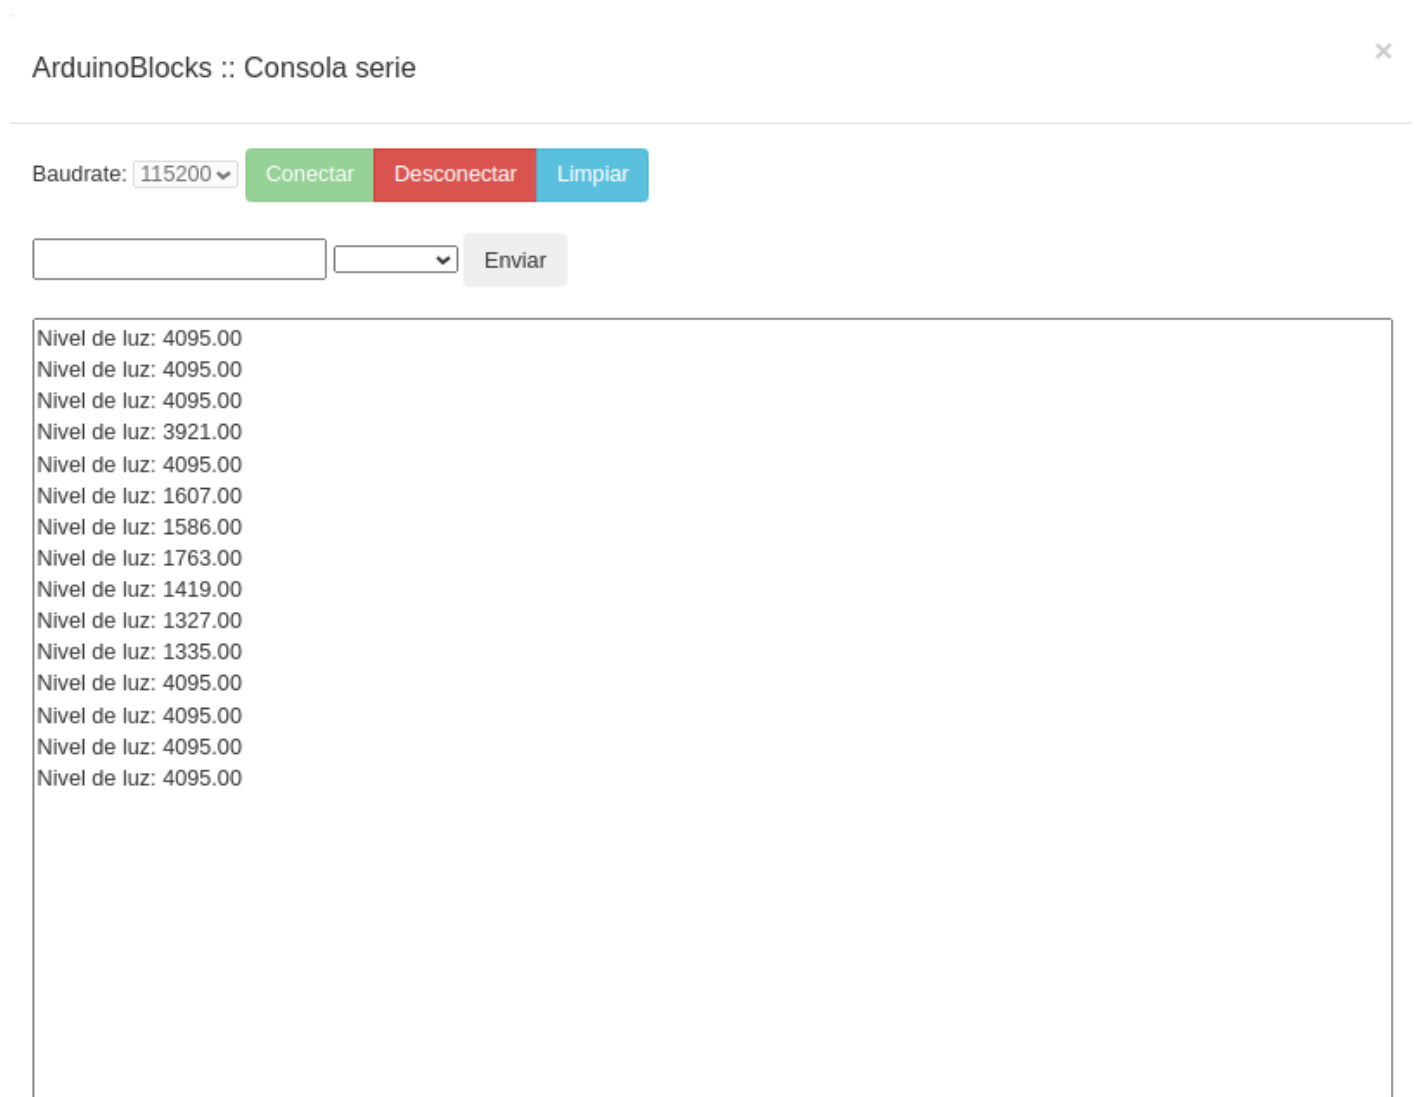 ArduinoBlocks :: Consola serie
×
Baudrate: 115200 Conectar Desconectar Limpiar
Enviar
Nivel de luz: 4095.00
Nivel de luz: 4095.00
Nivel de luz: 4095.00
Nivel de luz: 3921.00
Nivel de luz: 4095.00
Nivel de luz: 1607.00
Nivel de luz: 1586.00
Nivel de luz: 1763.00
Nivel de luz: 1419.00
Nivel de luz: 1327.00
Nivel de luz: 1335.00
Nivel de luz: 4095.00
Nivel de luz: 4095.00
Nivel de luz: 4095.00
Nivel de luz: 4095.00